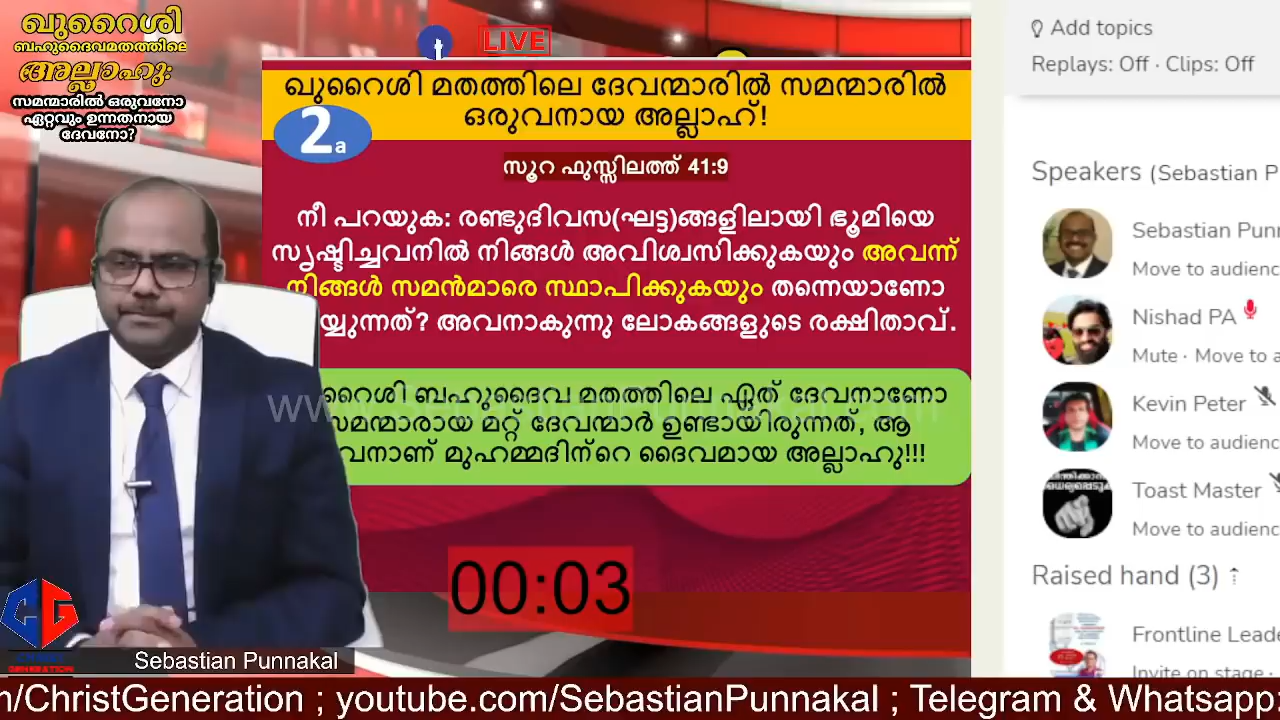 ഖുറൈശി
ബഹുദൈവമതത്തിലെ
അല്ലാഹു:
സമന്മാരിൽ ഒരുവനോ
ഏറ്റവും ഉന്നതനായ
ദേവനോ?
LIVE
ഖുറൈശി മതത്തിലെ ദേവന്മാരിൽ സമന്മാരിൽ
ഒരുവനായ അല്ലാഹ്!
2a
സൂറ ഫുസ്സിലത്ത് 41:9
നീ പറയുക: രണ്ടുദിവസ(ഘട്ട)ങ്ങളിലായി ഭൂമിയെ
സൃഷ്ടിച്ചവനിൽ നിങ്ങൾ അവിശ്വസിക്കുകയും അവന്ന്
നിങ്ങൾ സമൻമാരെ സ്ഥാപിക്കുകയും തന്നെയാണോ
യ്യുന്നത്? അവനാകുന്നു ലോകങ്ങളുടെ രക്ഷിതാവ്.
റൈശി ബഹുദൈവ മതത്തിലെ ഏത് ദേവനാണോ
സമന്മാരായ മറ്റ് ദേവന്മാർ ഉണ്ടായിരുന്നത്, ആ
വനാണ് മുഹമ്മദിന്റെ ദൈവമായ അല്ലാഹു!!!
00:03
CG
GENERATION
Sebastian Punnakal
m/ChristGeneration ; youtube.com/SebastianPunnakal ; Telegram & Whatsapp:
Add topics
Replays: Off · Clips: Off
Speakers (Sebastian P
Sebastian Punn
Move to audienc
Nishad PA
Mute · Move to a
Kevin Peter
Move to audienc
Toast Master
Move to audienc
Raised hand (3)
Frontline Leade
Invite on stage ·